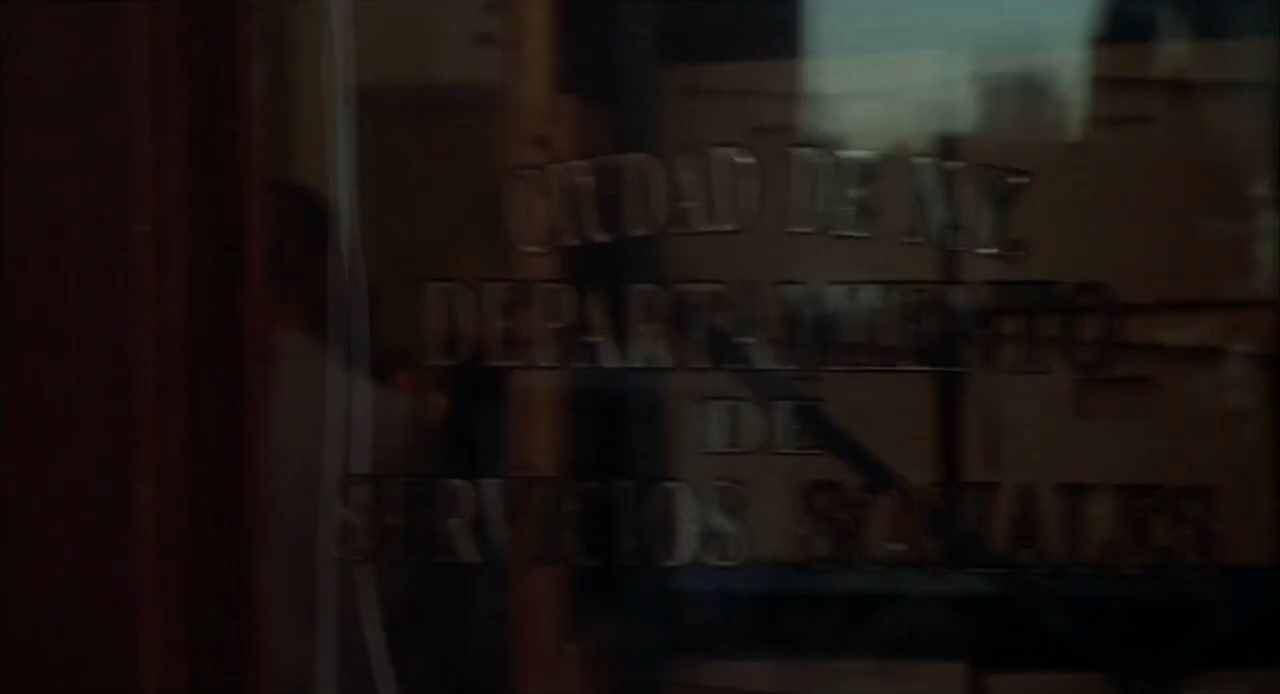 CIUDAD DE N.Y.
DEPARTAMENTO
DE
SERVICIOS SOCIALES